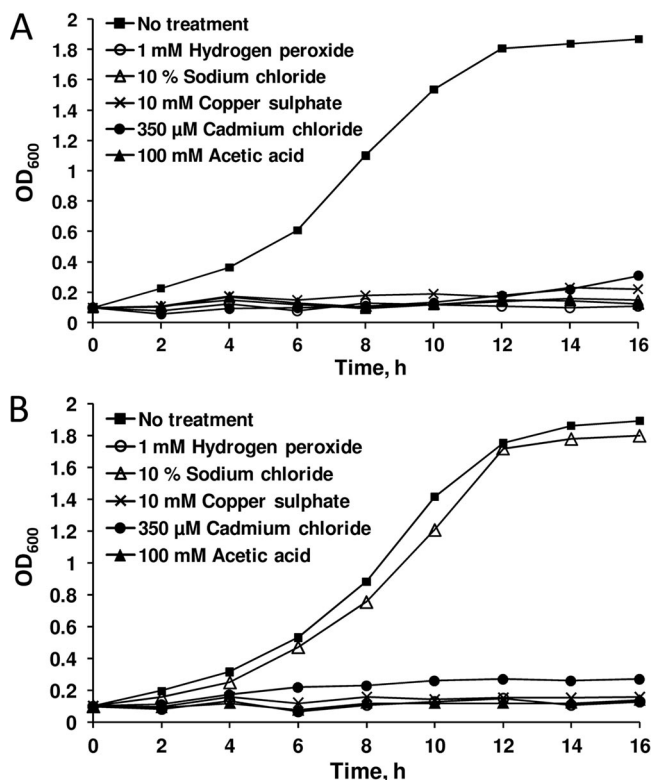 A
No treatment
1 mM Hydrogen peroxide
10 % Sodium chloride
10 mM Copper sulphate
350 µM Cadmium chloride
100 mM Acetic acid
OD600
2
1.8
1.6
1.4
1.2
1
0.8
0.6
0.4
0.2
0
0 2 4 6 8 10 12 14 16
Time, h
B
No treatment
1 mM Hydrogen peroxide
10 % Sodium chloride
10 mM Copper sulphate
350 µM Cadmium chloride
100 mM Acetic acid
OD600
2
1.8
1.6
1.4
1.2
1
0.8
0.6
0.4
0.2
0
0 2 4 6 8 10 12 14 16
Time, h